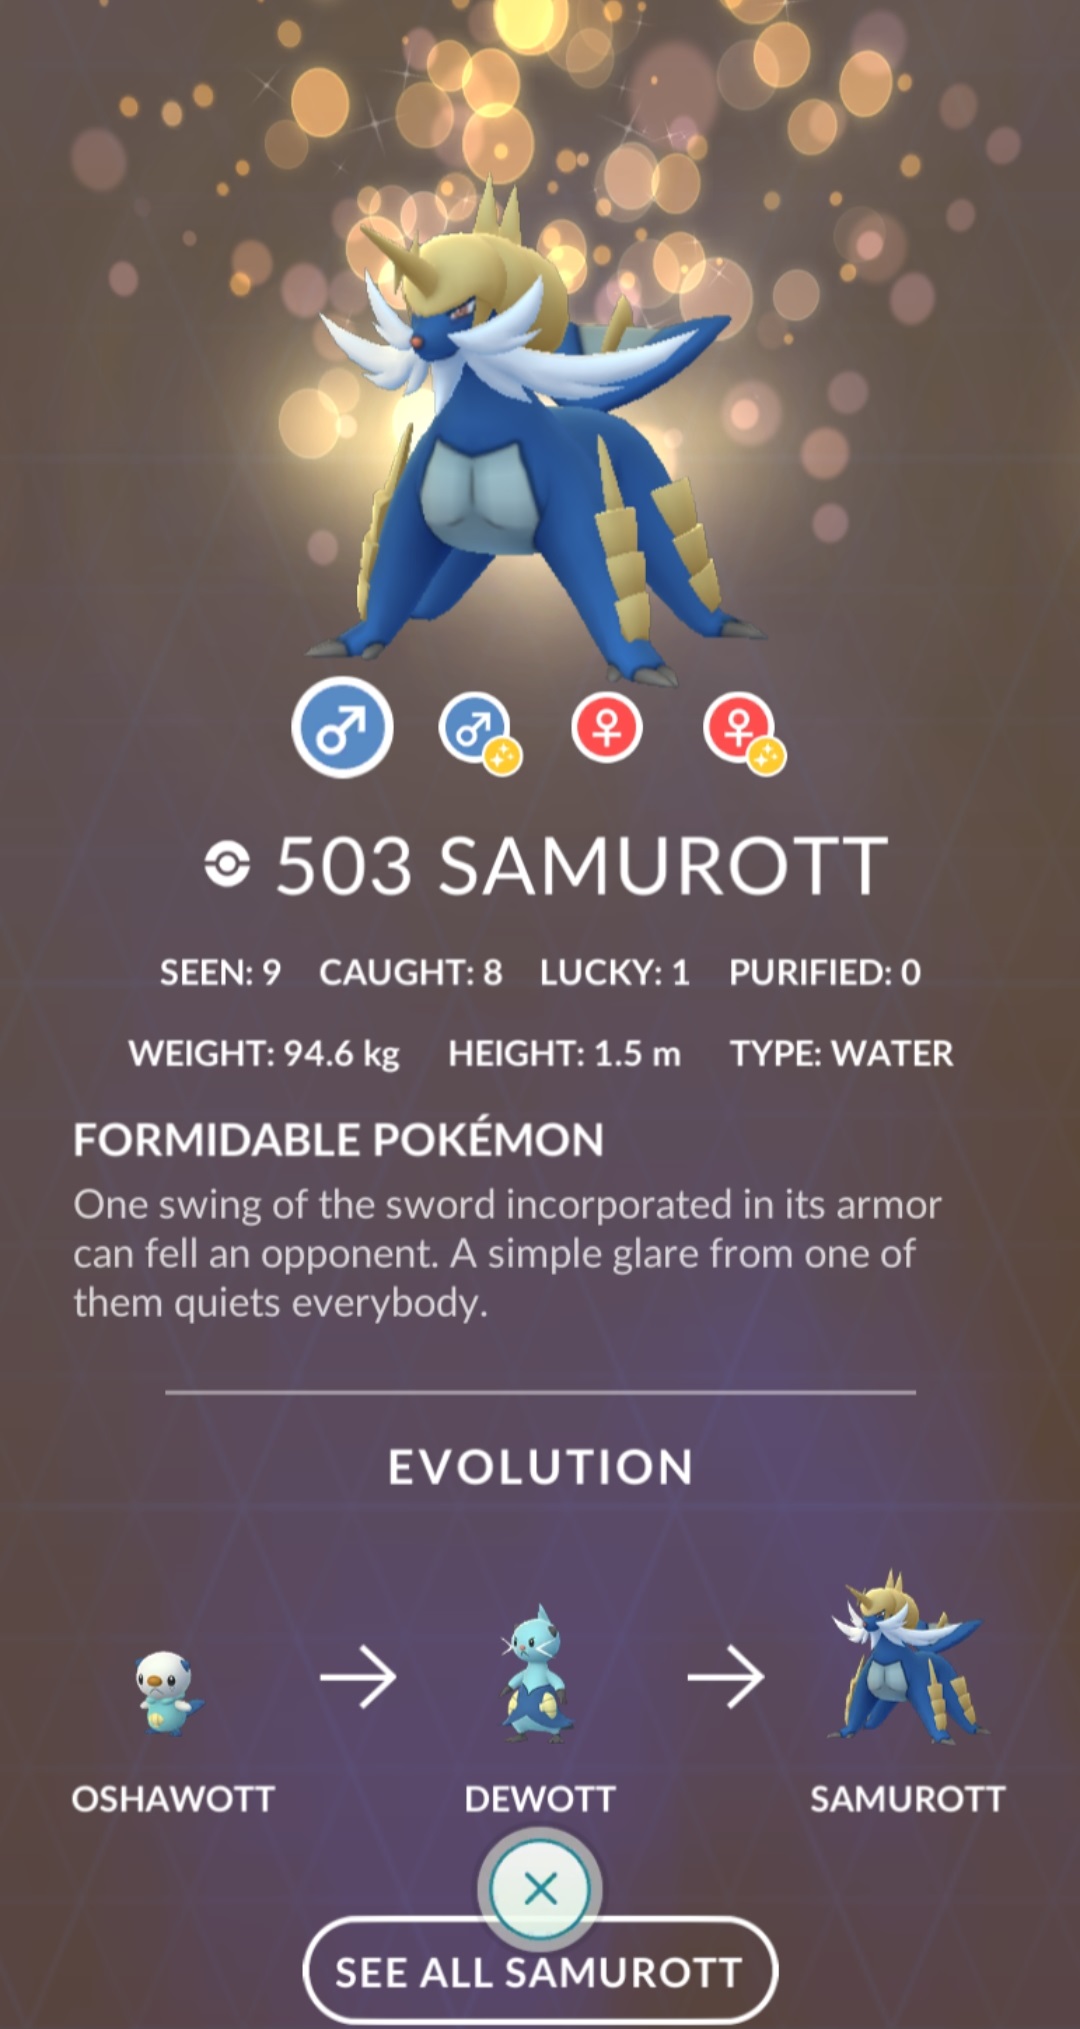 503 SAMUROTT
SEEN: 9 CAUGHT: 8 LUCKY: 1 PURIFIED: 0
WEIGHT: 94.6 kg HEIGHT: 1.5 m TYPE: WATER
FORMIDABLE POKÉMON
One swing of the sword incorporated in its armor
can fell an opponent. A simple glare from one of
them quiets everybody.
EVOLUTION
OSHAWOTT DEWOTT SAMUROTT
SEE ALL SAMUROTT